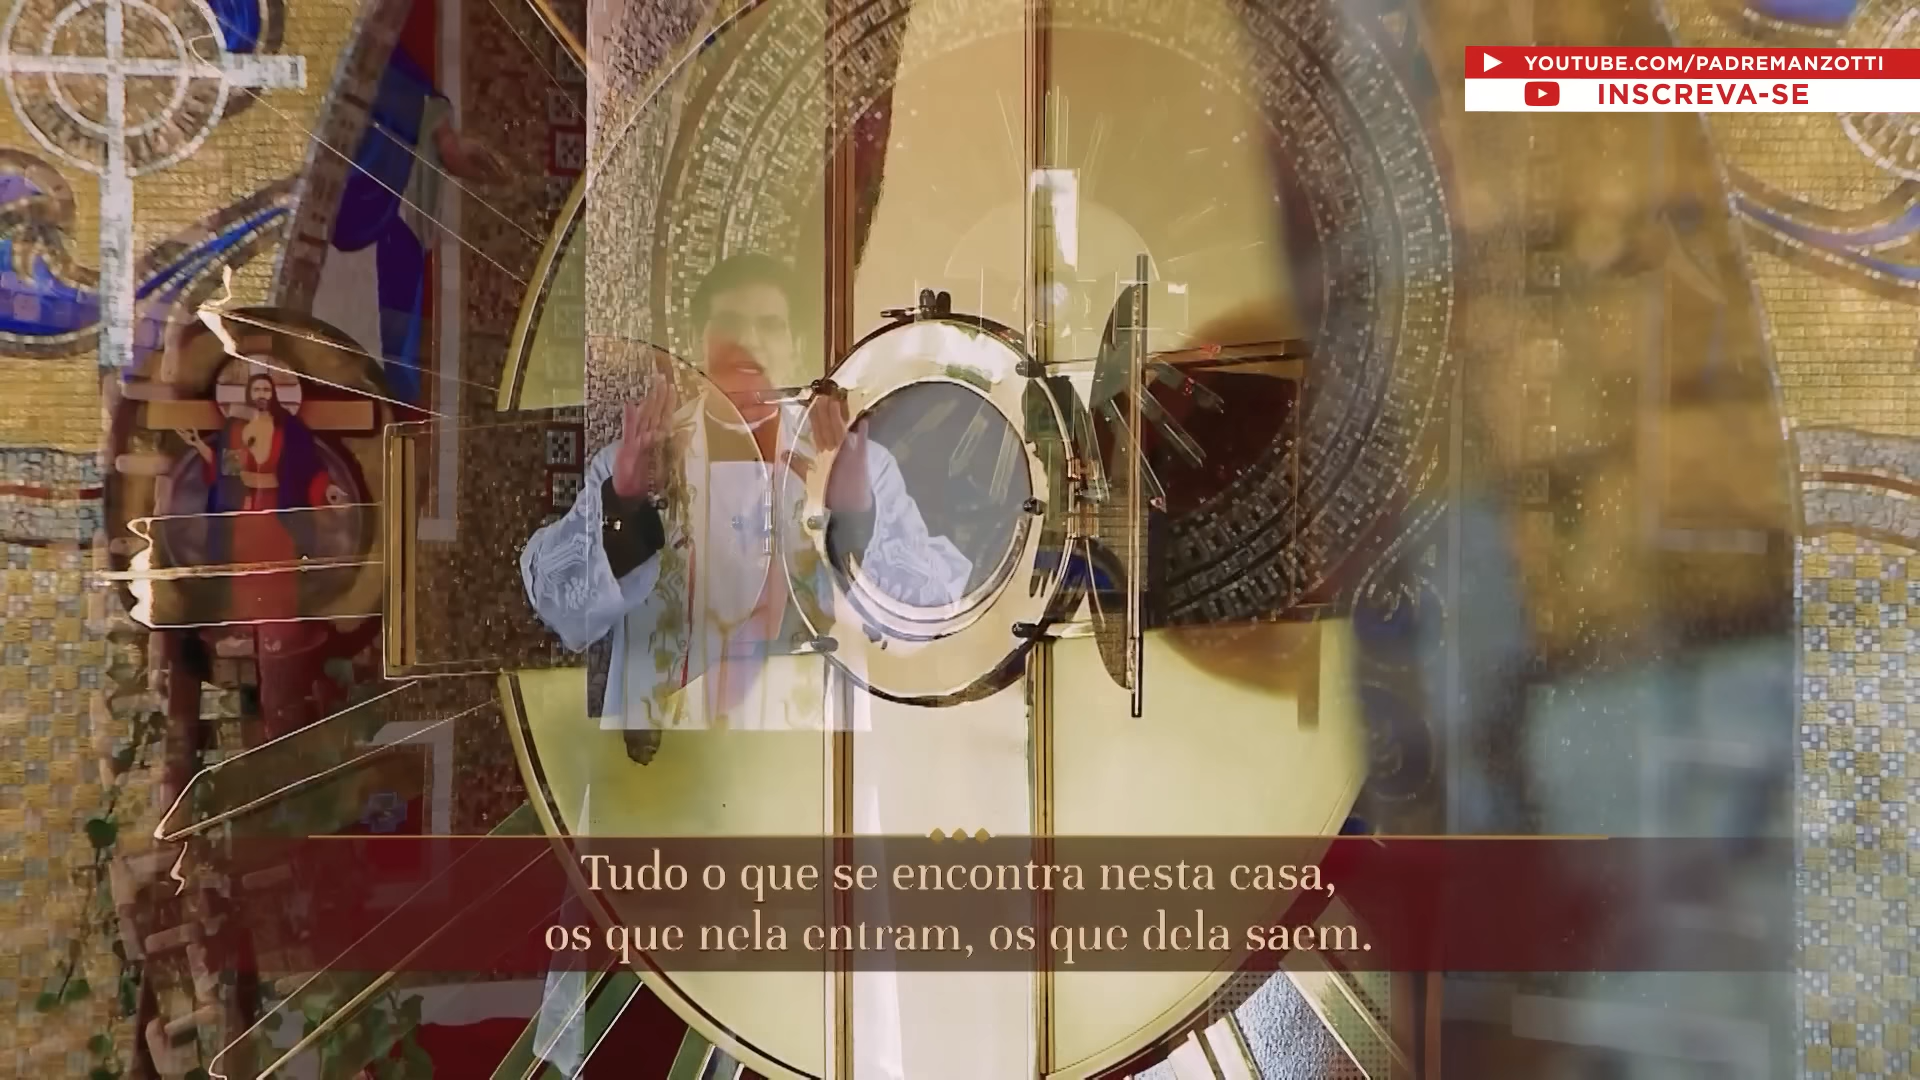 YOUTUBE.COM/PADREMANZOTTI
INSCREVA-SE
Tudo o que se encontra nesta casa,
os que nela entram, os que dela saem.